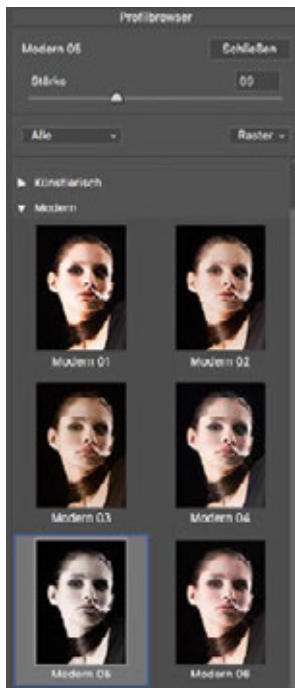 Profilbrowser
Modern 05 Schließen
Stärke
Alle Raster
Künstlerisch
Modern
Modern 01 Modern 02
Modern 03 Modern 04
Modern 05 Modern 06